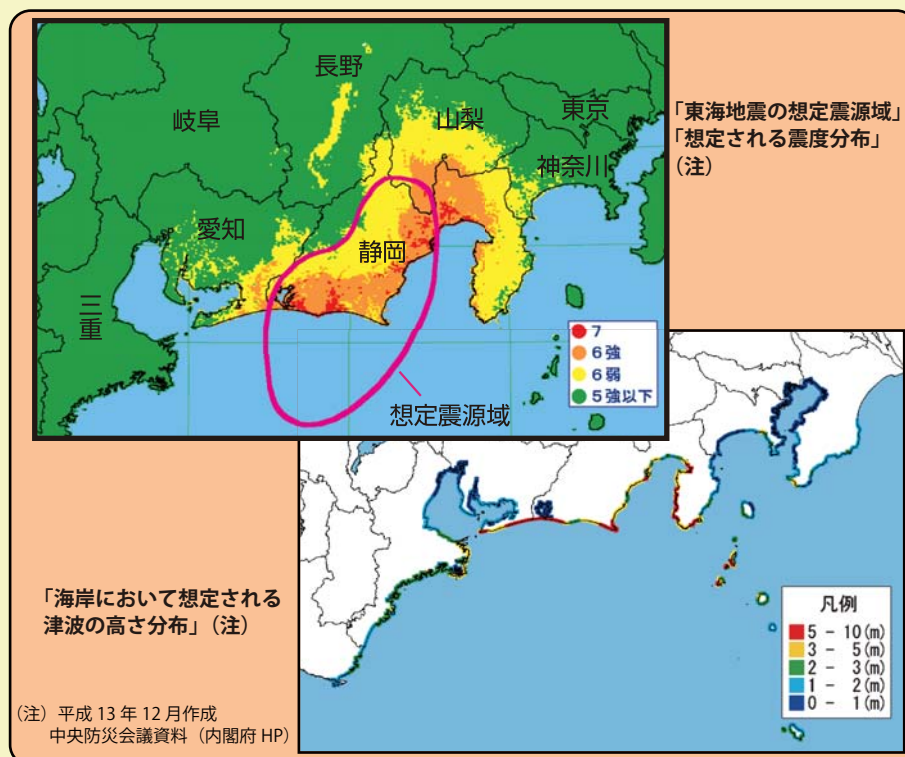 長野
岐阜
山梨
東京
神奈川
愛知
静岡
三重
7
6強
6弱
5強以下
想定震源域
「東海地震の想定震源域」
「想定される震度分布」
(注)
「海岸において想定される
津波の高さ分布」(注)
凡例
5 - 10(m)
3 - 5(m)
2 - 3(m)
1 - 2(m)
0 - 1(m)
(注) 平成 13 年 12 月作成
中央防災会議資料(内閣府 HP)